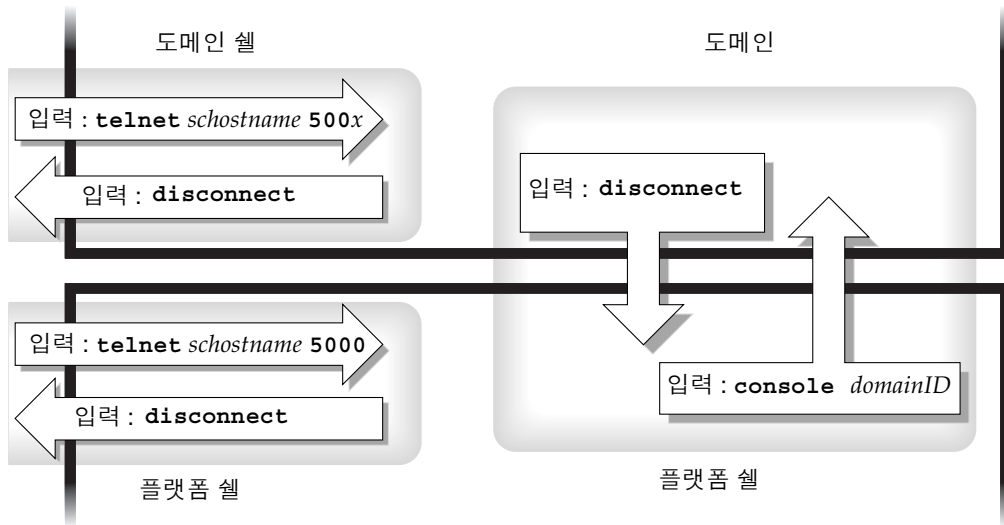 도메인 쉘
도메인
입력 : telnet schostname 500x
입력 : disconnect
입력 : disconnect
입력 : telnet schostname 5000
입력 : disconnect
입력 : console domainID
플랫폼 쉘
플랫폼 쉘